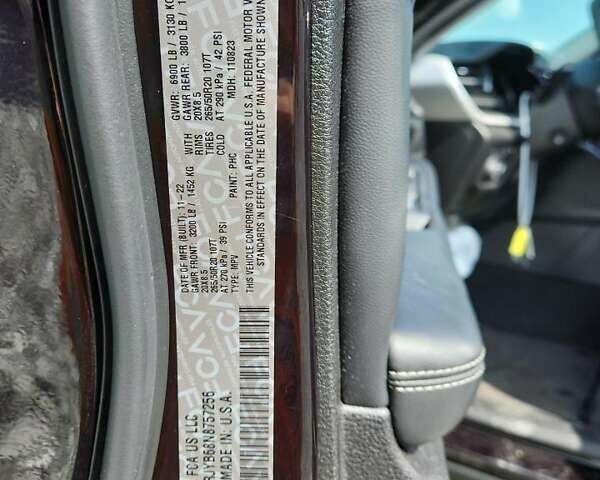 FCA US LLC
RJYB68N8757256
MADE IN U.S.A.
DATE OF MFR (BUILT): 11-22
GVWR: 6900 LB / 3130 KG
GAWR FRONT: 3200 LB / 1452 KG WITH GAWR REAR: 3800 LB /
20X8.5 RIMS 20X8.5
265/50R20 107T TIRES 265/50R20 107T
AT 270 kPa / 39 PSI COLD AT 290 kPa / 42 PSI
TYPE: MPV PAINT: PHC MDH: 110823
THIS VEHICLE CONFORMS TO ALL APPLICABLE U.S.A. FEDERAL MOTOR V
STANDARDS IN EFFECT ON THE DATE OF MANUFACTURE SHOWN